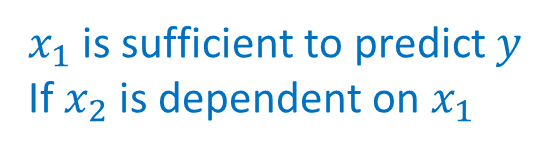 x₁ is sufficient to predict y
If x₂ is dependent on x₁